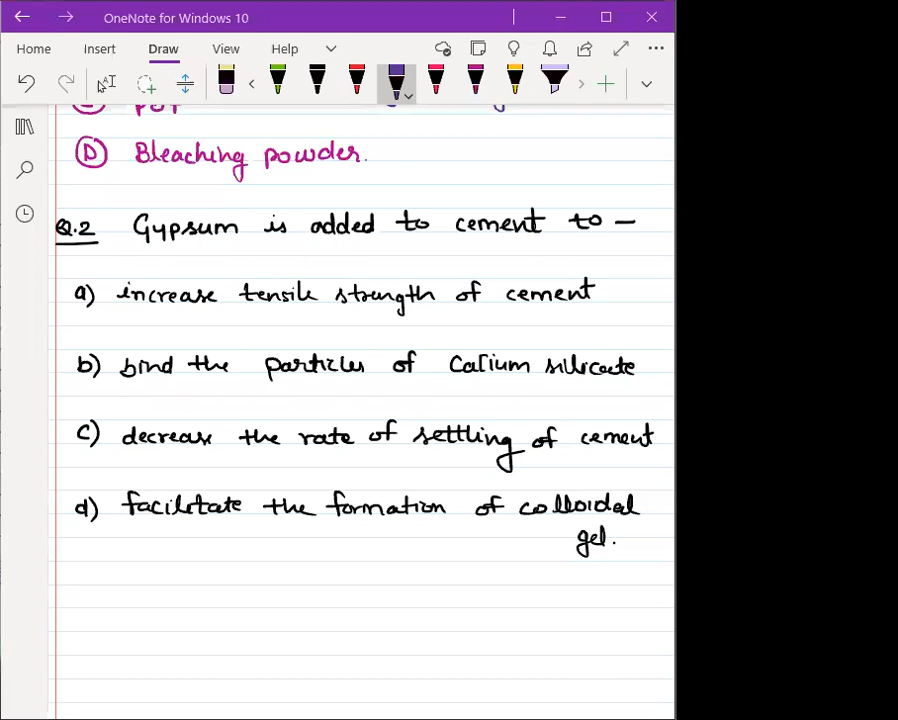 OneNote for Windows 10
Home Insert Draw View Help
D Bleaching powder.
Q.2 Gypsum is added to cement to –
a) increase tensile strength of cement
b) bind the particles of Calium silicate
c) decrease the rate of settling of cement
d) facilitate the formation of colloidal
gel.